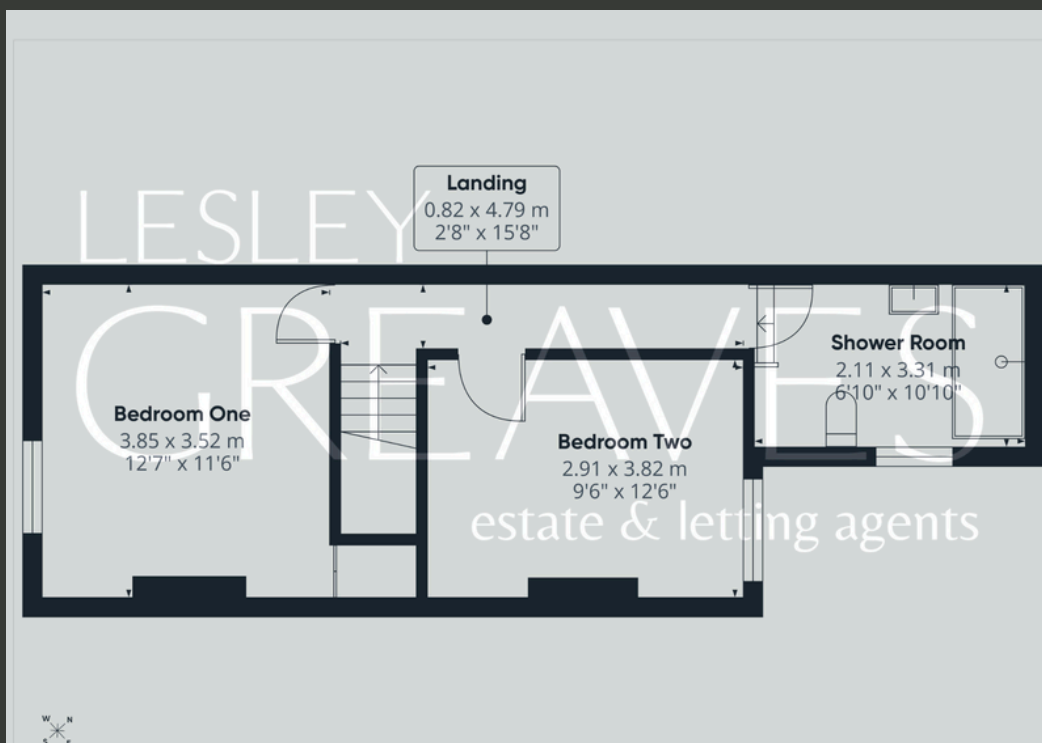 LESLEY
GREAVES
estate & letting agents
Landing
0.82 x 4.79 m
2'8" x 15'8"
Shower Room
2.11 x 3.31 m
6'10" x 10'10"
Bedroom One
3.85 x 3.52 m
12'7" x 11'6"
Bedroom Two
2.91 x 3.82 m
9'6" x 12'6"
W N
S E